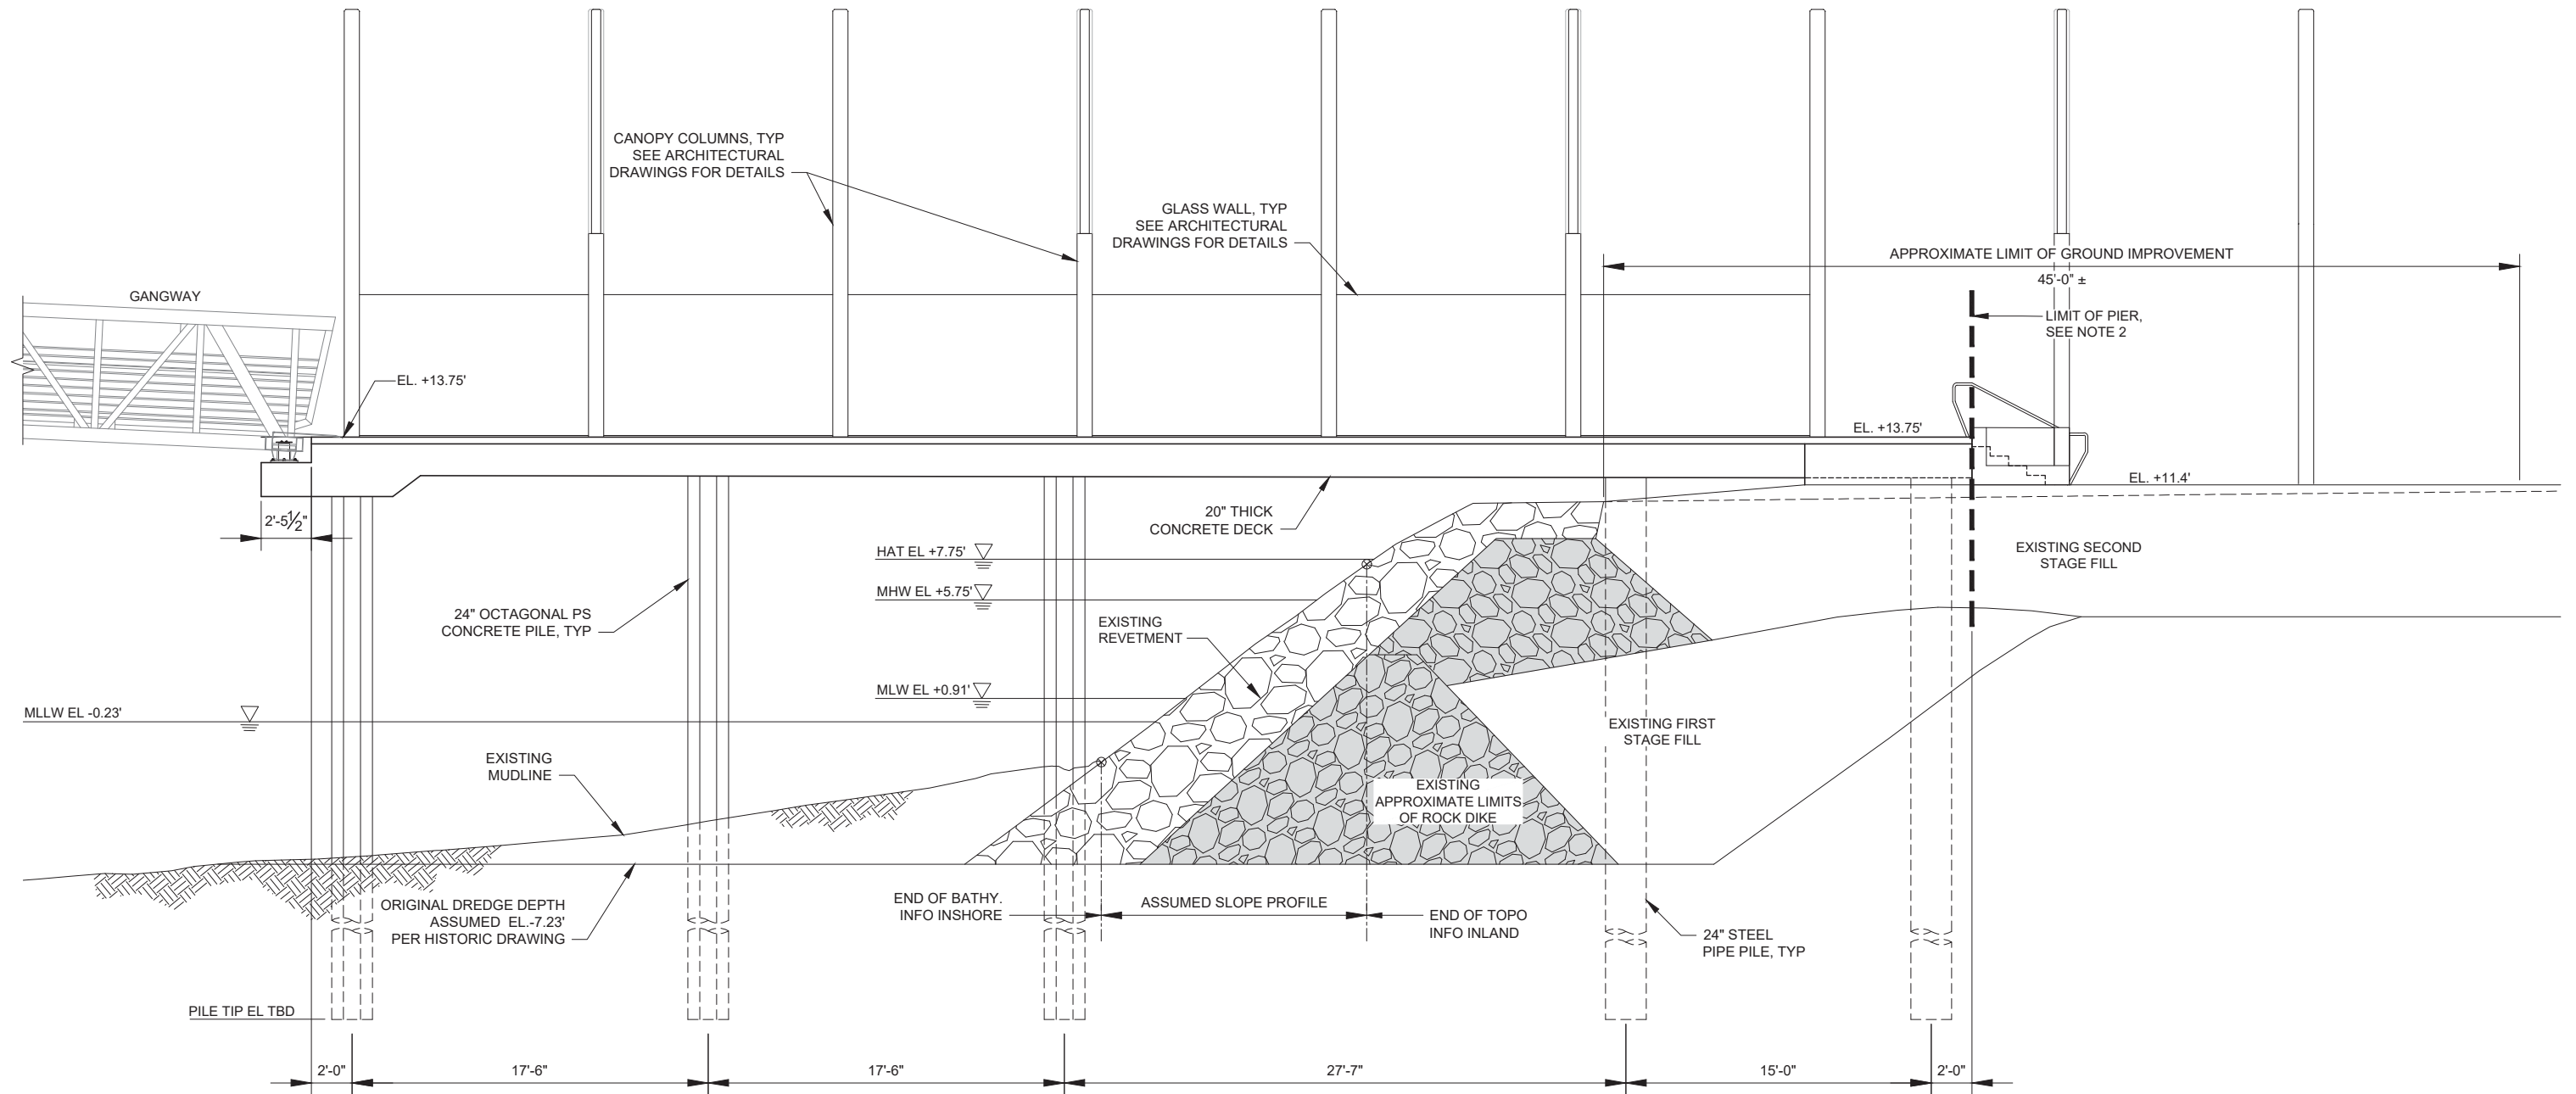 CANOPY COLUMNS, TYP
SEE ARCHITECTURAL
DRAWINGS FOR DETAILS
GLASS WALL, TYP
SEE ARCHITECTURAL
DRAWINGS FOR DETAILS
APPROXIMATE LIMIT OF GROUND IMPROVEMENT
45'-0" ±
GANGWAY
LIMIT OF PIER,
SEE NOTE 2
EL. +13.75'
EL. +13.75'
EL. +11.4'
2'-5½"
20" THICK
CONCRETE DECK
HAT EL +7.75'
EXISTING SECOND
STAGE FILL
MHW EL +5.75'
24" OCTAGONAL PS
CONCRETE PILE, TYP
EXISTING
REVETMENT
MLW EL +0.91'
MLLW EL -0.23'
EXISTING FIRST
STAGE FILL
EXISTING
MUDLINE
EXISTING
APPROXIMATE LIMITS
OF ROCK DIKE
ORIGINAL DREDGE DEPTH
ASSUMED EL.-7.23'
PER HISTORIC DRAWING
END OF BATHY.
INFO INSHORE
ASSUMED SLOPE PROFILE
END OF TOPO
INFO INLAND
24" STEEL
PIPE PILE, TYP
PILE TIP EL TBD
2'-0"
17'-6"
17'-6"
27'-7"
15'-0"
2'-0"